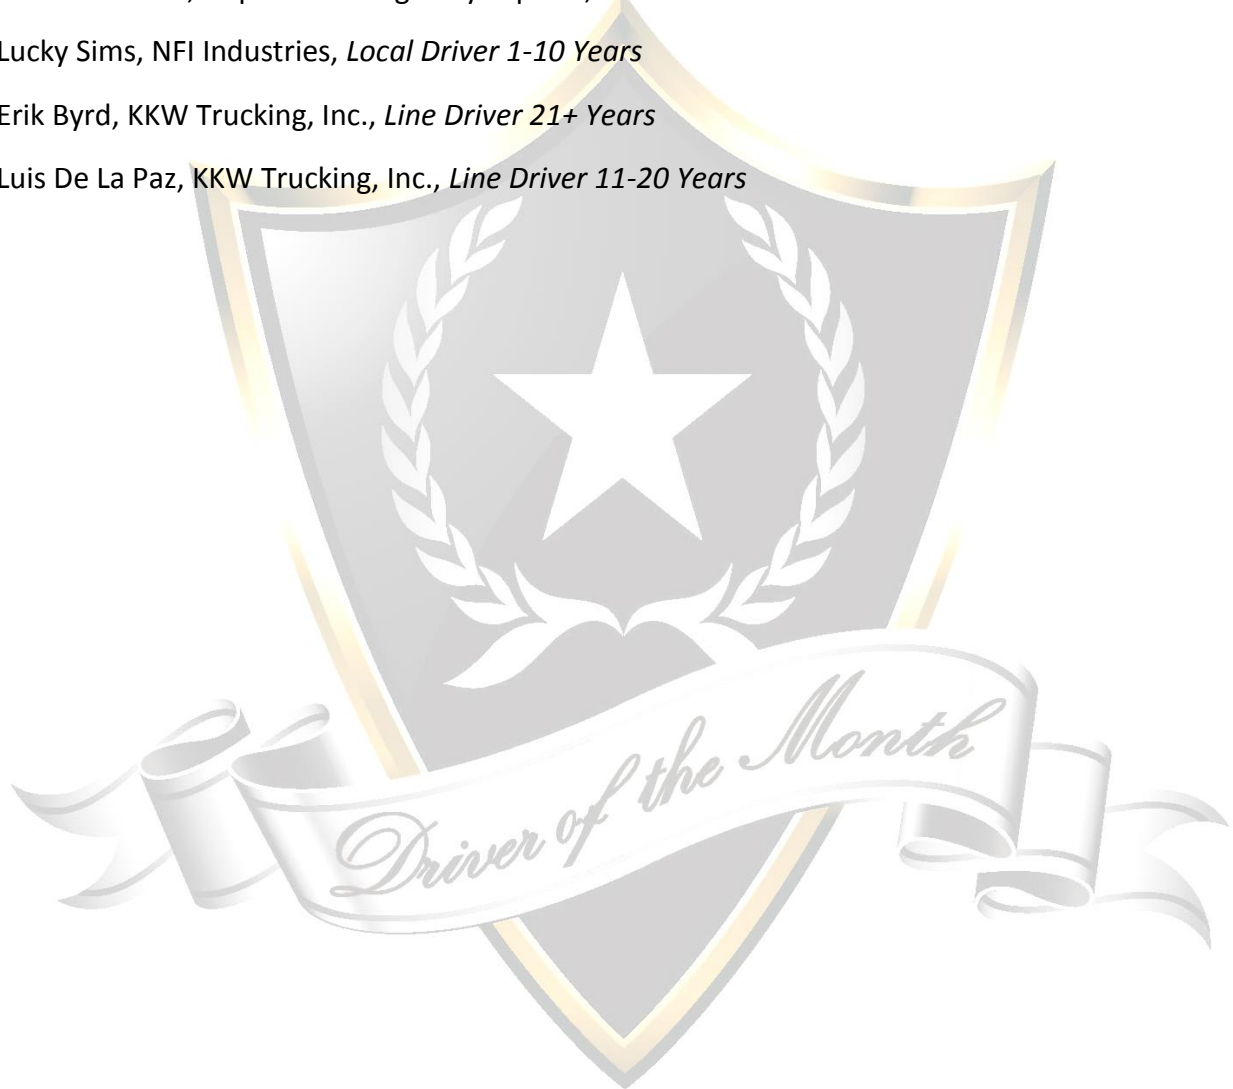 Lucky Sims, NFI Industries, Local Driver 1-10 Years
Erik Byrd, KKW Trucking, Inc., Line Driver 21+ Years
Luis De La Paz, KKW Trucking, Inc., Line Driver 11-20 Years
Driver of the Month